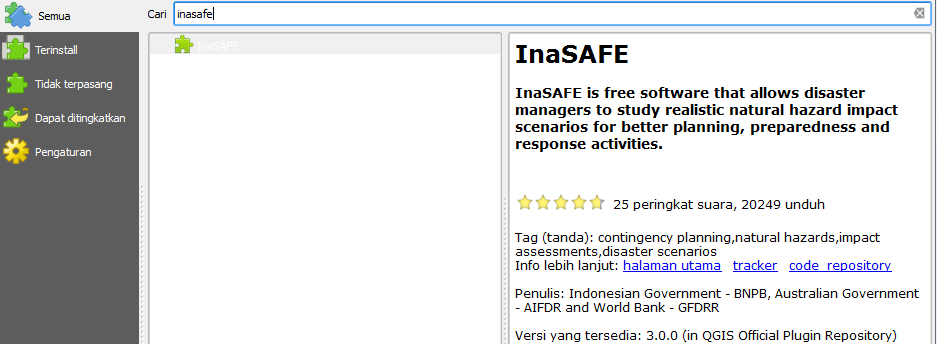 Semua
Cari inasafe
Terinstall
Tidak terpasang
Dapat ditingkatkan
Pengaturan
InaSAFE
InaSAFE
InaSAFE is free software that allows disaster
managers to study realistic natural hazard impact
scenarios for better planning, preparedness and
response activities.
25 peringkat suara, 20249 unduh
Tag (tanda): contingency planning,natural hazards,impact
assessments,disaster scenarios
Info lebih lanjut: halaman utama tracker code_repository
Penulis: Indonesian Government - BNPB, Australian Government
- AIFDR and World Bank - GFDRR
Versi yang tersedia: 3.0.0 (in QGIS Official Plugin Repository)